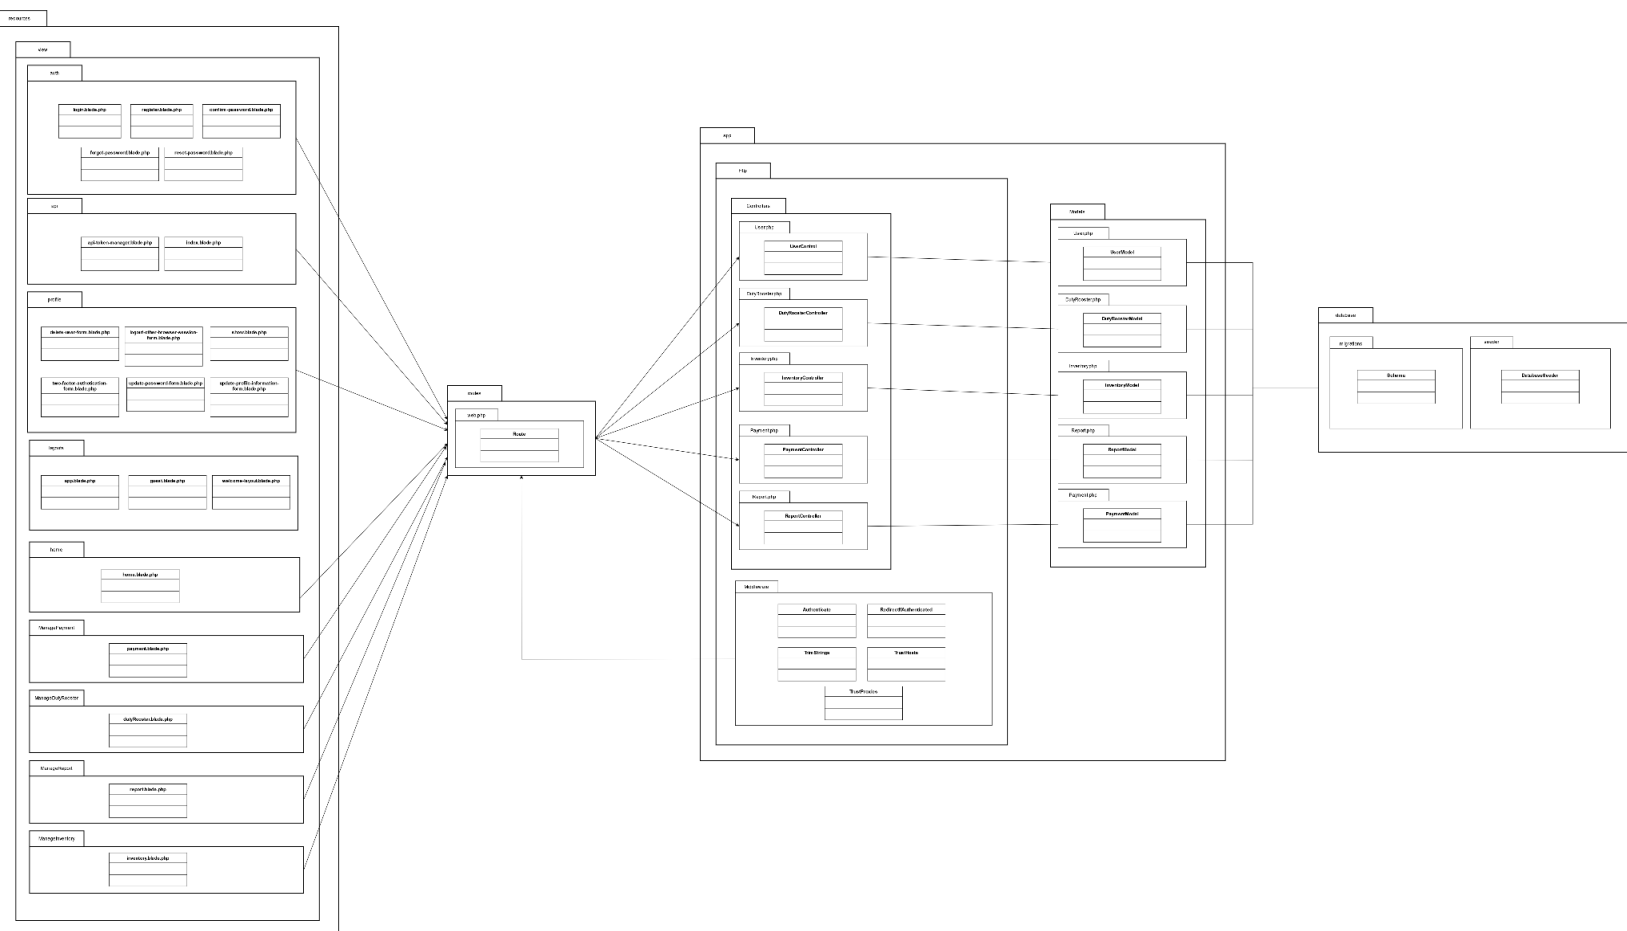 resources
view
auth
login.blade.php
register.blade.php
confirm-password.blade.php
forgot-password.blade.php
reset-password.blade.php
api
api-token-manager.blade.php
index.blade.php
profile
delete-user-form.blade.php
logout-other-browser-session-
form.blade.php
show.blade.php
two-factor-authentication-
form.blade.php
update-password-form.blade.php
update-profile-information-
form.blade.php
layouts
app.blade.php
guest.blade.php
welcome-layout.blade.php
home
home.blade.php
ManagePayment
payment.blade.php
ManageDutyRooster
dutyRooster.blade.php
ManageReport
report.blade.php
ManageInventory
inventory.blade.php
routes
web.php
Route
app
Http
Controllers
User.php
UserControl
DutyRooster.php
DutyRoosterController
Inventory.php
InventoryController
Payment.php
PaymentController
Report.php
ReportController
Middleware
Authenticate
RedirectIfAuthenticated
TrimStrings
TrustHosts
TrustProxies
Models
User.php
UserModel
DutyRooster.php
DutyRoosterModel
Inventory.php
InventoryModel
Report.php
ReportModel
Payment.php
PaymentModel
database
migrations
Schema
seeder
DatabaseSeeder